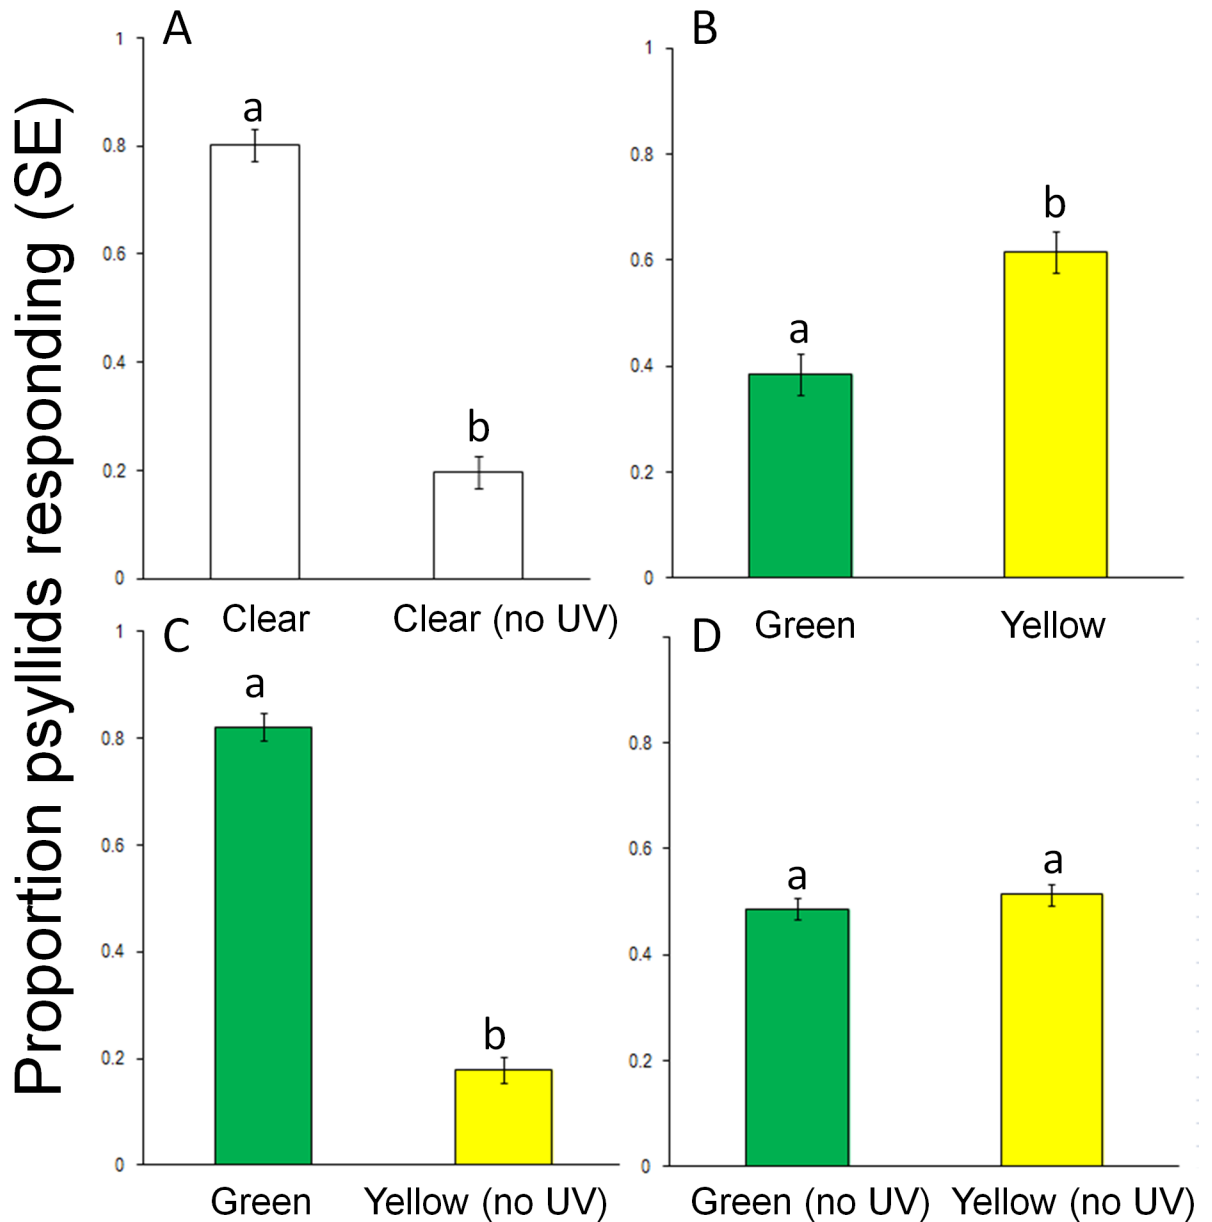 Proportion psyllids responding (SE)
A
1
0.8
0.6
0.4
0.2
0
a
b
Clear
Clear (no UV)
B
1
0.8
0.6
0.4
0.2
0
a
b
Green
Yellow
C
1
0.8
0.6
0.4
0.2
0
a
b
Green
Yellow (no UV)
D
0.8
0.6
0.4
0.2
0
a
a
Green (no UV)
Yellow (no UV)